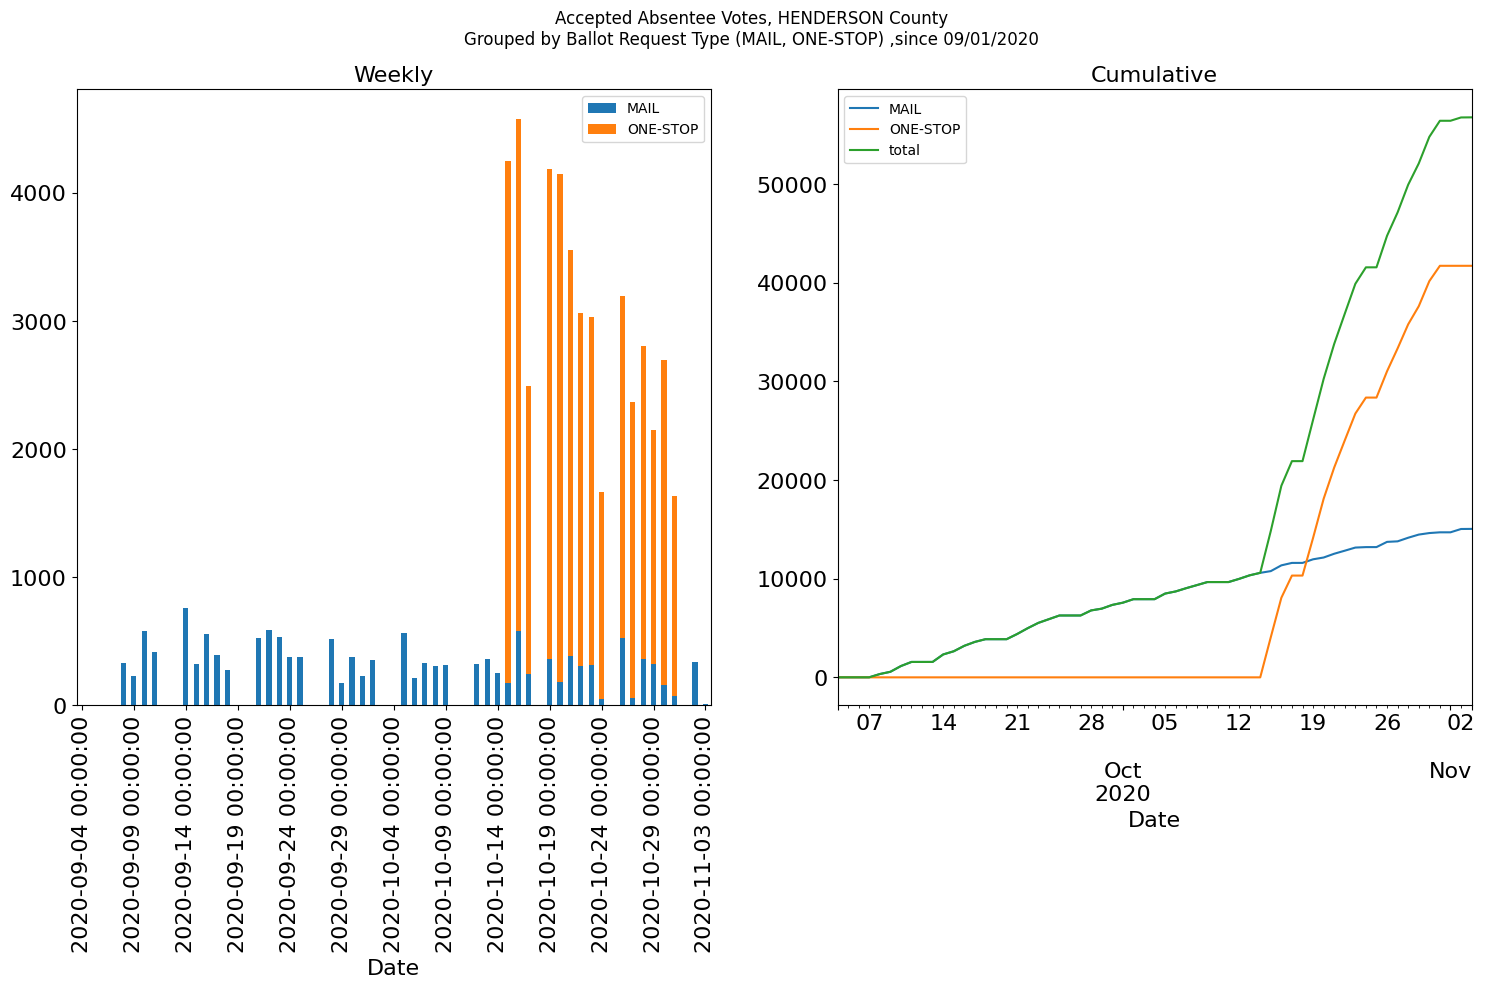 Accepted Absentee Votes, HENDERSON County
Grouped by Ballot Request Type (MAIL, ONE-STOP) ,since 09/01/2020
Weekly
MAIL
ONE-STOP
4000
3000
2000
1000
0
2020-09-04 00:00:00
2020-09-09 00:00:00
2020-09-14 00:00:00
2020-09-19 00:00:00
2020-09-24 00:00:00
2020-09-29 00:00:00
2020-10-04 00:00:00
2020-10-09 00:00:00
2020-10-14 00:00:00
2020-10-19 00:00:00
2020-10-24 00:00:00
2020-10-29 00:00:00
2020-11-03 00:00:00
Date
Cumulative
MAIL
ONE-STOP
total
50000
40000
30000
20000
10000
0
07 14 21 28 05 12 19 26 02
Oct Nov
2020
Date